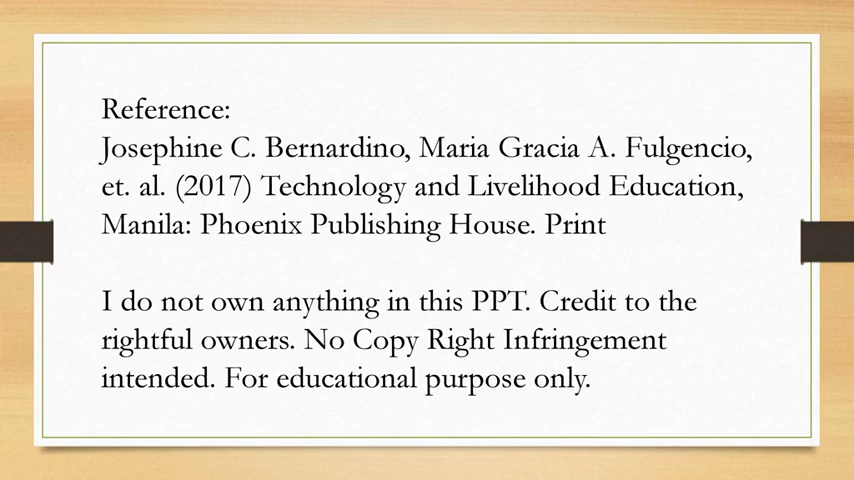 Reference:
Josephine C. Bernardino, Maria Gracia A. Fulgencio,
et. al. (2017) Technology and Livelihood Education,
Manila: Phoenix Publishing House. Print
I do not own anything in this PPT. Credit to the
rightful owners. No Copy Right Infringement
intended. For educational purpose only.